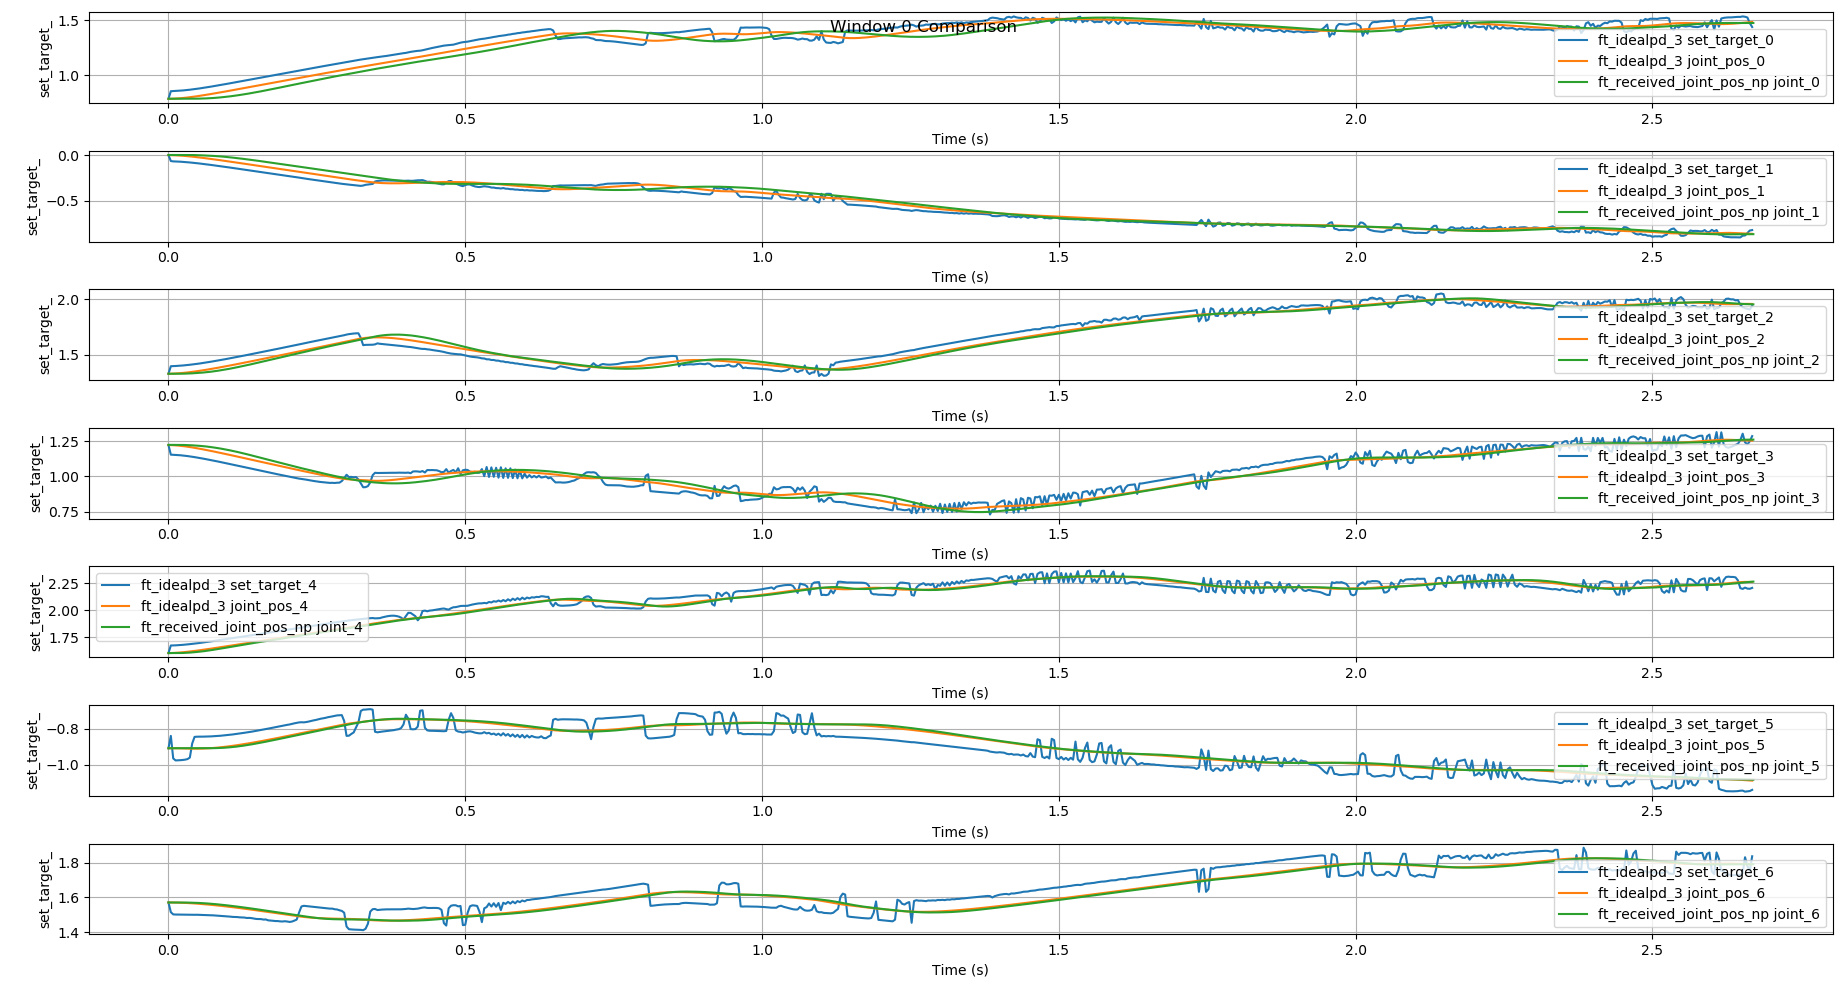 Window 0 Comparison
set_target_
1.5
1.0
ft_idealpd_3 set_target_0
ft_idealpd_3 joint_pos_0
ft_received_joint_pos_np joint_0
0.0 0.5 1.0 1.5 2.0 2.5
Time (s)
set_target_
0.0
−0.5
ft_idealpd_3 set_target_1
ft_idealpd_3 joint_pos_1
ft_received_joint_pos_np joint_1
0.0 0.5 1.0 1.5 2.0 2.5
Time (s)
set_target_
2.0
1.5
ft_idealpd_3 set_target_2
ft_idealpd_3 joint_pos_2
ft_received_joint_pos_np joint_2
0.0 0.5 1.0 1.5 2.0 2.5
Time (s)
set_target_
1.25
1.00
0.75
ft_idealpd_3 set_target_3
ft_idealpd_3 joint_pos_3
ft_received_joint_pos_np joint_3
0.0 0.5 1.0 1.5 2.0 2.5
Time (s)
set_target_
2.25
2.00
1.75
ft_idealpd_3 set_target_4
ft_idealpd_3 joint_pos_4
ft_received_joint_pos_np joint_4
0.0 0.5 1.0 1.5 2.0 2.5
Time (s)
set_target_
−0.8
−1.0
ft_idealpd_3 set_target_5
ft_idealpd_3 joint_pos_5
ft_received_joint_pos_np joint_5
0.0 0.5 1.0 1.5 2.0 2.5
Time (s)
set_target_
1.8
1.6
1.4
ft_idealpd_3 set_target_6
ft_idealpd_3 joint_pos_6
ft_received_joint_pos_np joint_6
0.0 0.5 1.0 1.5 2.0 2.5
Time (s)